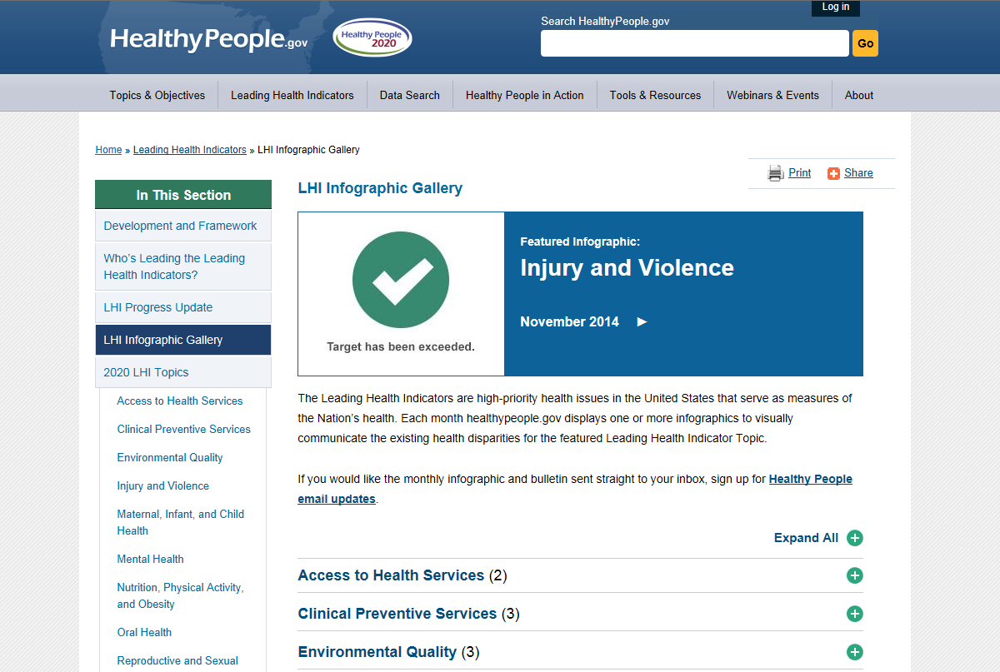 Log in
HealthyPeople.gov
Healthy People
2020
Search HealthyPeople.gov
Go
Topics & Objectives
Leading Health Indicators
Data Search
Healthy People in Action
Tools & Resources
Webinars & Events
About
Home » Leading Health Indicators » LHI Infographic Gallery
Print
Share
In This Section
Development and Framework
Who's Leading the Leading
Health Indicators?
LHI Progress Update
LHI Infographic Gallery
2020 LHI Topics
Access to Health Services
Clinical Preventive Services
Environmental Quality
Injury and Violence
Maternal, Infant, and Child
Health
Mental Health
Nutrition, Physical Activity,
and Obesity
Oral Health
Reproductive and Sexual
LHI Infographic Gallery
Target has been exceeded.
Featured Infographic:
Injury and Violence
November 2014
The Leading Health Indicators are high-priority health issues in the United States that serve as measures of
the Nation's health. Each month healthypeople.gov displays one or more infographics to visually
communicate the existing health disparities for the featured Leading Health Indicator Topic.
If you would like the monthly infographic and bulletin sent straight to your inbox, sign up for Healthy People
email updates.
Expand All
Access to Health Services (2)
Clinical Preventive Services (3)
Environmental Quality (3)